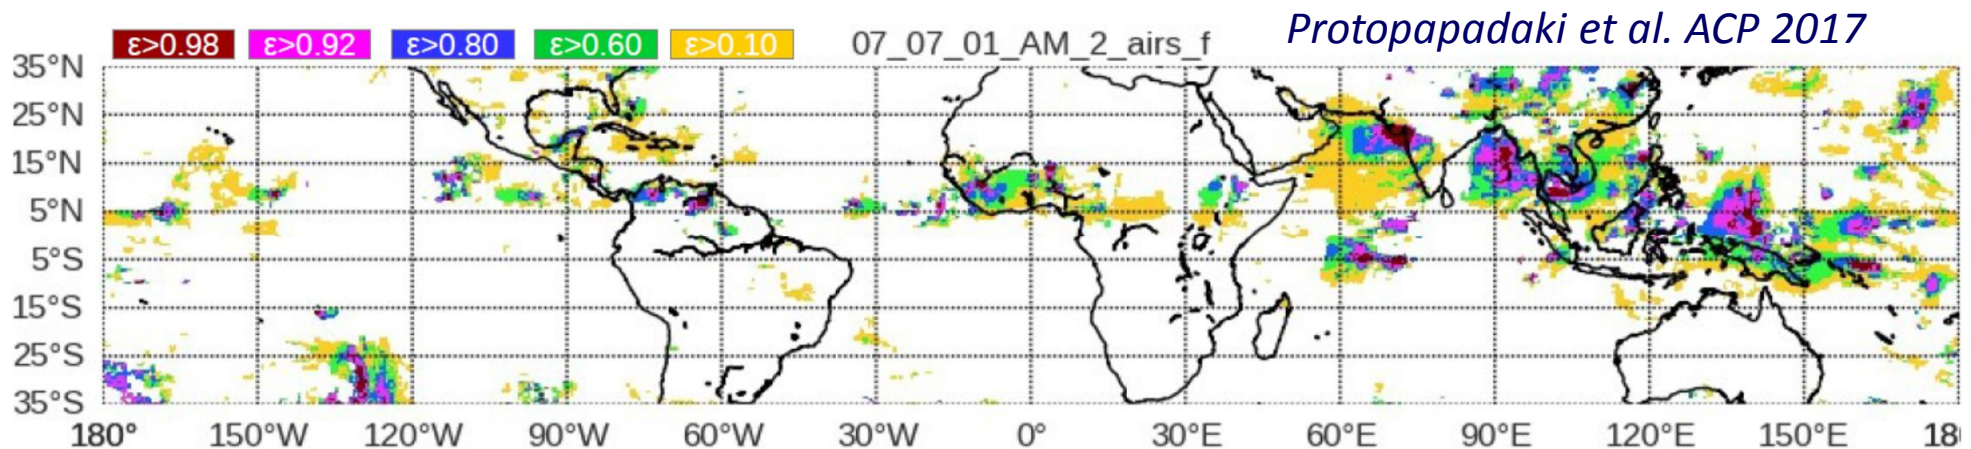 ε>0.98 ε>0.92 ε>0.80 ε>0.60 ε>0.10 07_07_01_AM_2_airs_f Protopapadaki et al. ACP 2017
35°N
25°N
15°N
5°N
5°S
15°S
25°S
35°S
180° 150°W 120°W 90°W 60°W 30°W 0° 30°E 60°E 90°E 120°E 150°E 18